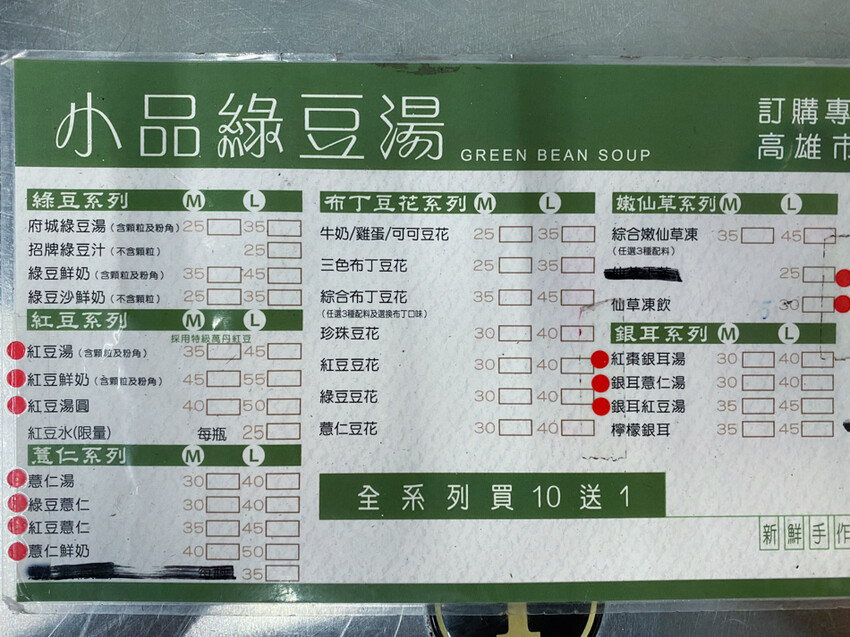 小品綠豆湯 GREEN BEAN SOUP
訂購專
高雄市
綠豆系列 M L
府城綠豆湯(含顆粒及粉角) 25 35
招牌綠豆汁(不含顆粒) 25
綠豆鮮奶(含顆粒及粉角) 35 45
綠豆沙鮮奶(不含顆粒) 25 35
紅豆系列 M L
採用特級萬丹紅豆
紅豆湯(含顆粒及粉角) 35 45
紅豆鮮奶(含顆粒及粉角) 45 55
紅豆湯圓 40 50
紅豆水(限量) 每瓶 25
薏仁系列 M L
薏仁湯 30 40
綠豆薏仁 30 40
紅豆薏仁 35 45
薏仁鮮奶 40 50
35
布丁豆花系列 M L
牛奶/雞蛋/可可豆花 25 35
三色布丁豆花 25 35
綜合布丁豆花 35 45
(任選3種配料及選換布丁口味)
珍珠豆花 30 40
紅豆豆花 30 40
綠豆豆花 30 40
薏仁豆花 30 40
全系列買10送1
嫩仙草系列 M L
綜合嫩仙草凍 35 45
(任選3種配料)
25
仙草凍飲 30
銀耳系列 M L
紅棗銀耳湯 30 40
銀耳薏仁湯 30 40
銀耳紅豆湯 35 45
檸檬銀耳 35 45
新鮮手作